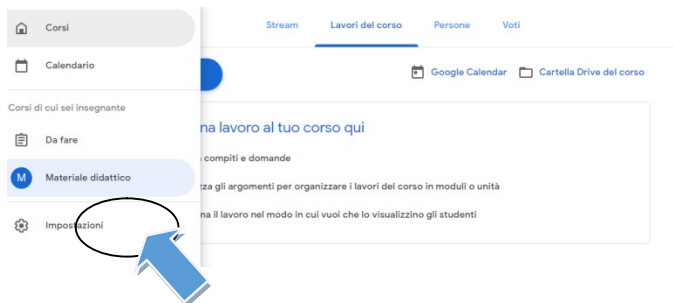 Corsi
Stream Lavori del corso Persone Voti
Calendario
Google Calendar Cartella Drive del corso
Corsi di cui sei insegnante
Da fare
na lavoro al tuo corso qui
compiti e domande
M Materiale didattico
zza gli argomenti per organizzare i lavori del corso in moduli o unità
Impostazioni
na il lavoro nel modo in cui vuoi che lo visualizzino gli studenti